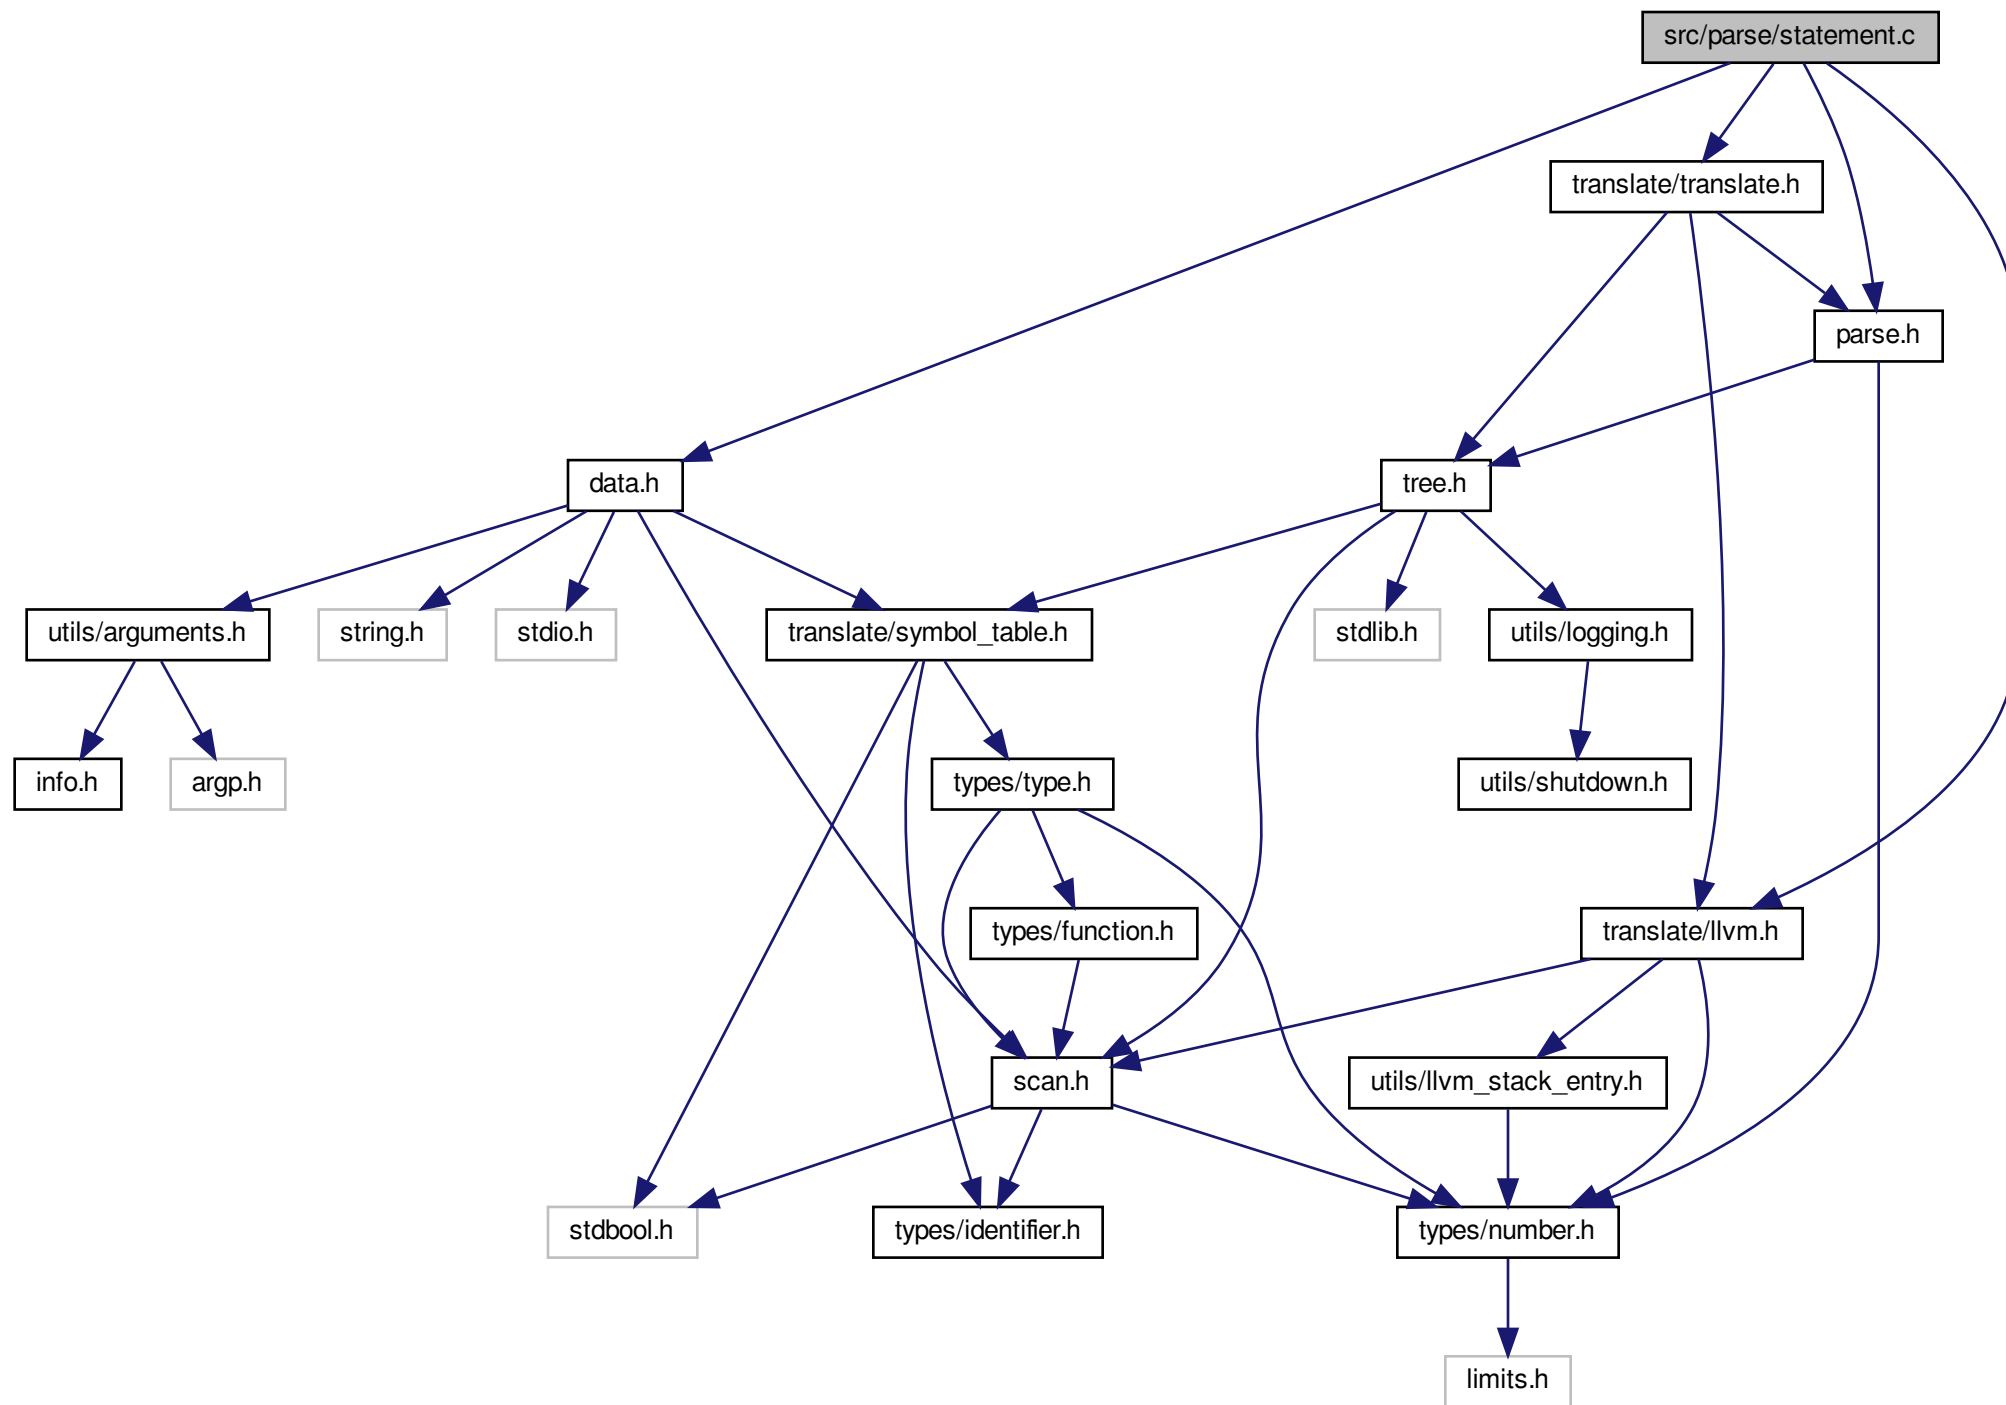 src/parse/statement.c
translate/translate.h
parse.h
data.h
tree.h
utils/arguments.h
string.h
stdio.h
translate/symbol_table.h
stdlib.h
utils/logging.h
info.h
argp.h
types/type.h
utils/shutdown.h
types/function.h
translate/llvm.h
scan.h
utils/llvm_stack_entry.h
stdbool.h
types/identifier.h
types/number.h
limits.h